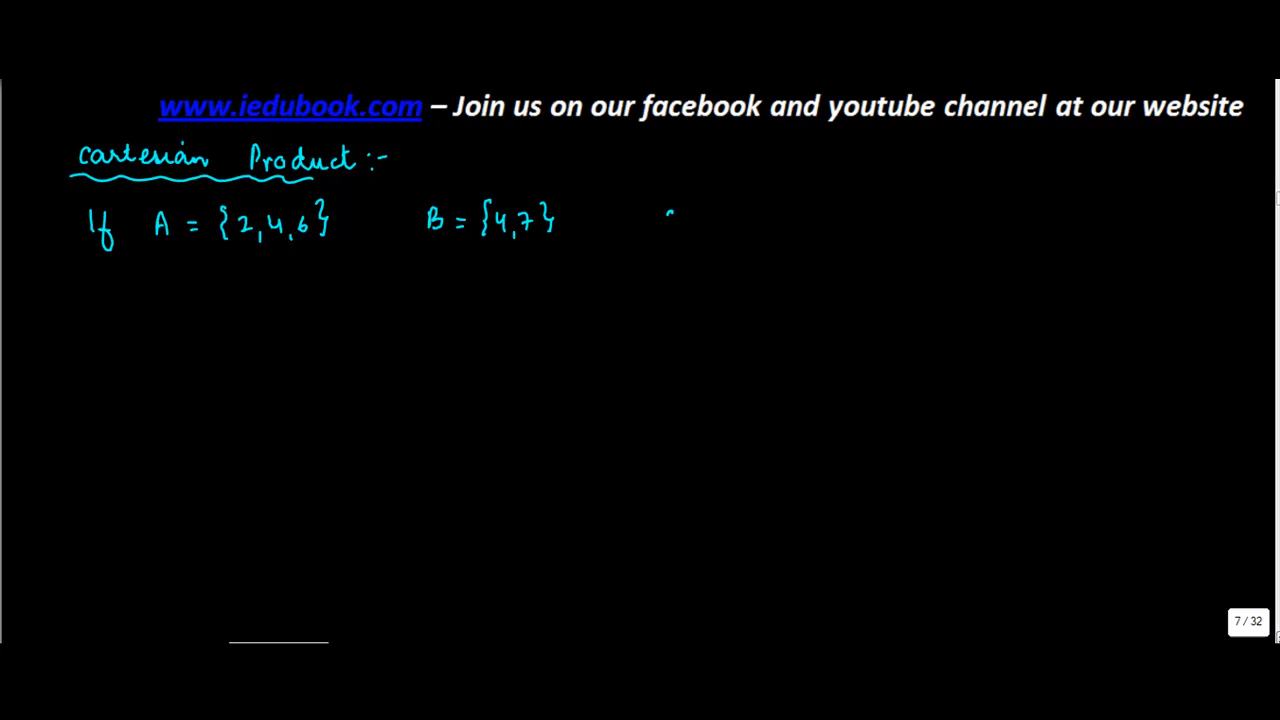 www.iedubook.com – Join us on our facebook and youtube channel at our website
Cartesian Product :-
If A = {2,4,6} B = {4,7}
7 / 32